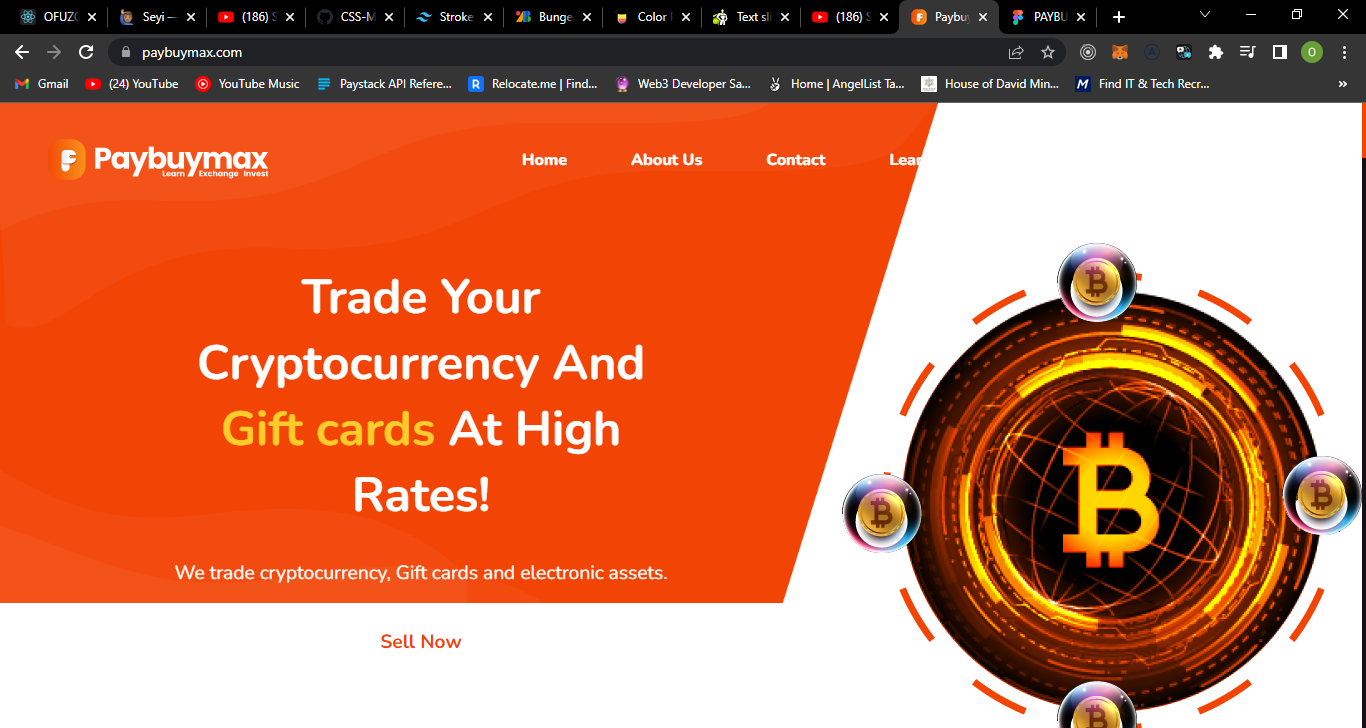 OFUZC
Seyi —
(186) S
CSS-M
Stroke
Bunge
Color
Text sli
(186) S
Paybuy
PAYBU
paybuymax.com
O
Gmail
(24) YouTube
YouTube Music
Paystack API Refere...
Relocate.me | Find...
Web3 Developer Sa...
Home | AngelList Ta...
House of David Min...
Find IT & Tech Recr...
»
Paybuymax
Learn Exchange Invest
Home
About Us
Contact
Lear
Trade Your
Cryptocurrency And
Gift cards At High
Rates!
We trade cryptocurrency, Gift cards and electronic assets.
Sell Now